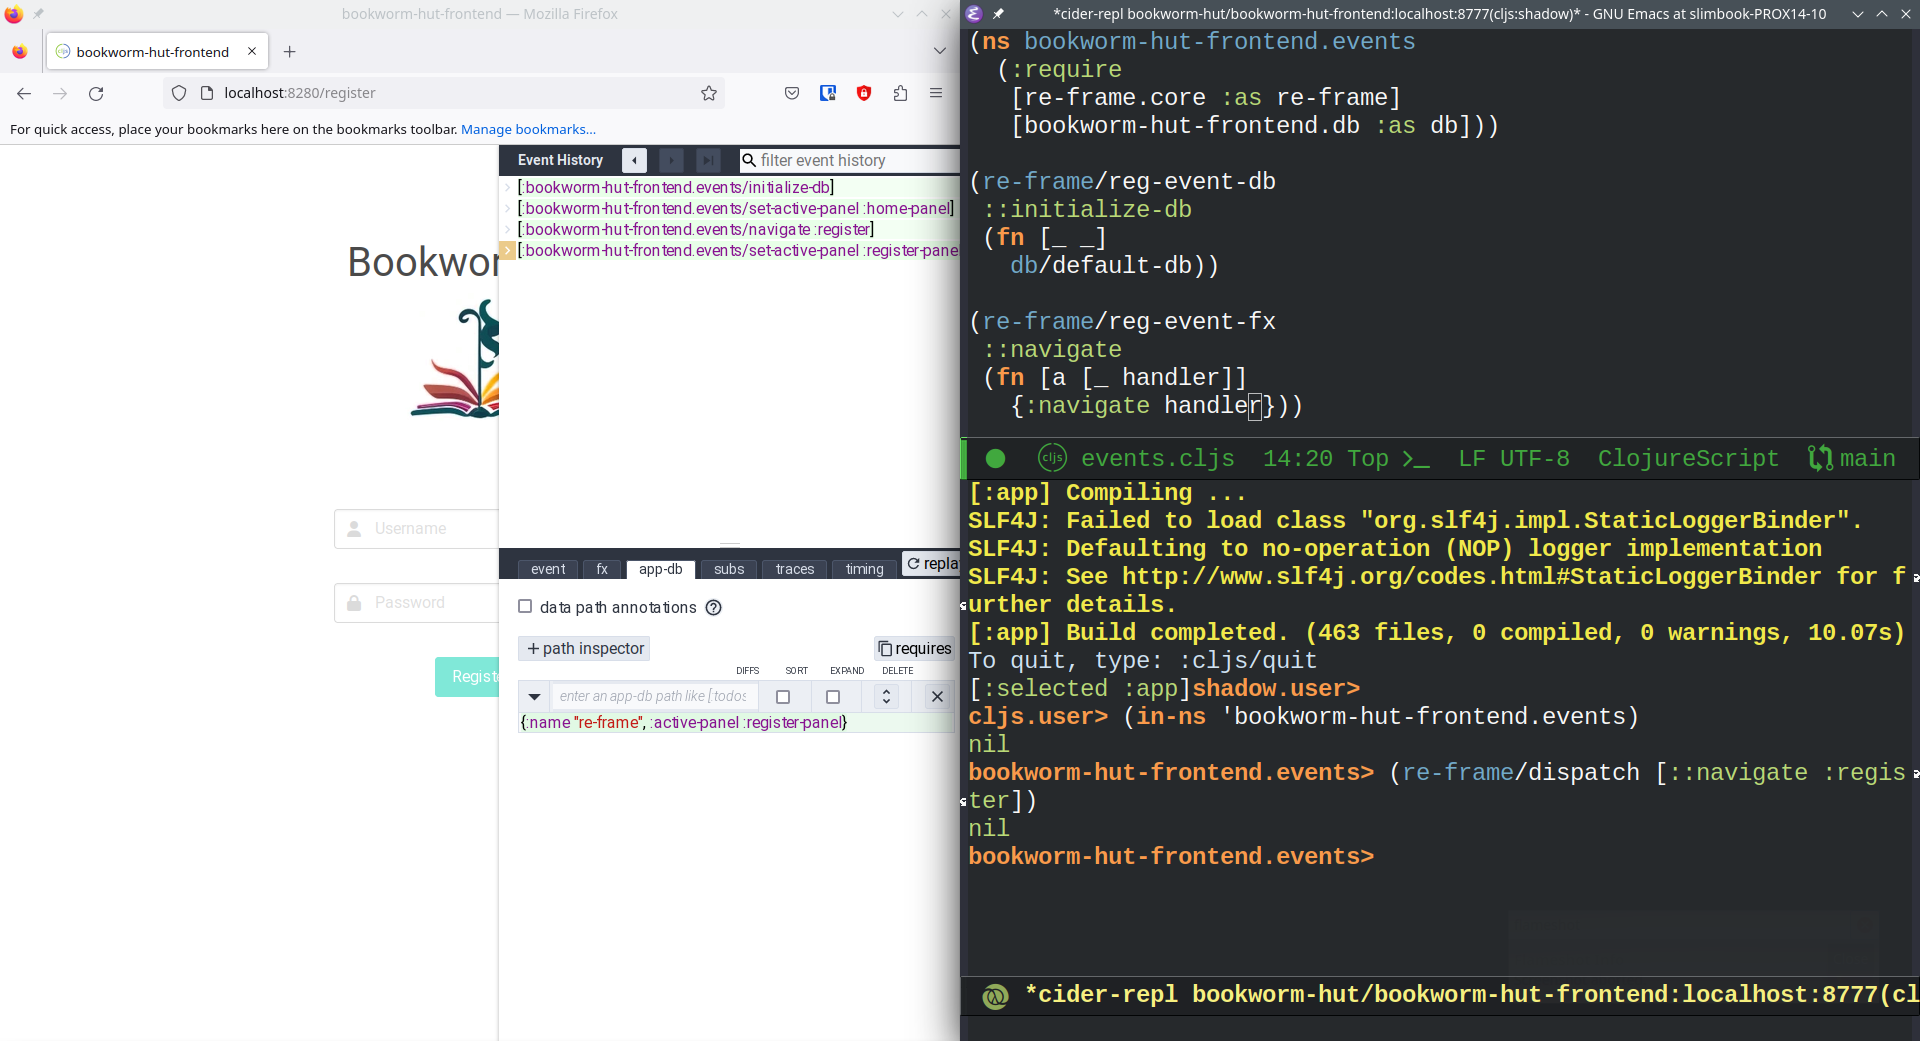 bookworm-hut-frontend — Mozilla Firefox
bookworm-hut-frontend
localhost:8280/register
For quick access, place your bookmarks here on the bookmarks toolbar. Manage bookmarks...
Bookwor
Username
Password
Registe
Event History
filter event history
[:bookworm-hut-frontend.events/initialize-db]
[:bookworm-hut-frontend.events/set-active-panel :home-panel]
[:bookworm-hut-frontend.events/navigate :register]
[:bookworm-hut-frontend.events/set-active-panel :register-pane
event fx app-db subs traces timing repla
data path annotations
+ path inspector requires
DIFFS SORT EXPAND DELETE
enter an app-db path like [:todos
{:name "re-frame", :active-panel :register-panel}
*cider-repl bookworm-hut/bookworm-hut-frontend:localhost:8777(cljs:shadow)* - GNU Emacs at slimbook-PROX14-10
(ns bookworm-hut-frontend.events
(:require
[re-frame.core :as re-frame]
[bookworm-hut-frontend.db :as db]))
(re-frame/reg-event-db
::initialize-db
(fn [_ _]
db/default-db))
(re-frame/reg-event-fx
::navigate
(fn [a [_ handler]]
{:navigate handler}))
cljs events.cljs 14:20 Top >_ LF UTF-8 ClojureScript main
[:app] Compiling ...
SLF4J: Failed to load class "org.slf4j.impl.StaticLoggerBinder".
SLF4J: Defaulting to no-operation (NOP) logger implementation
SLF4J: See http://www.slf4j.org/codes.html#StaticLoggerBinder for f
urther details.
[:app] Build completed. (463 files, 0 compiled, 0 warnings, 10.07s)
To quit, type: :cljs/quit
[:selected :app]shadow.user>
cljs.user> (in-ns 'bookworm-hut-frontend.events)
nil
bookworm-hut-frontend.events> (re-frame/dispatch [::navigate :regis
ter])
nil
bookworm-hut-frontend.events>
*cider-repl bookworm-hut/bookworm-hut-frontend:localhost:8777(cl